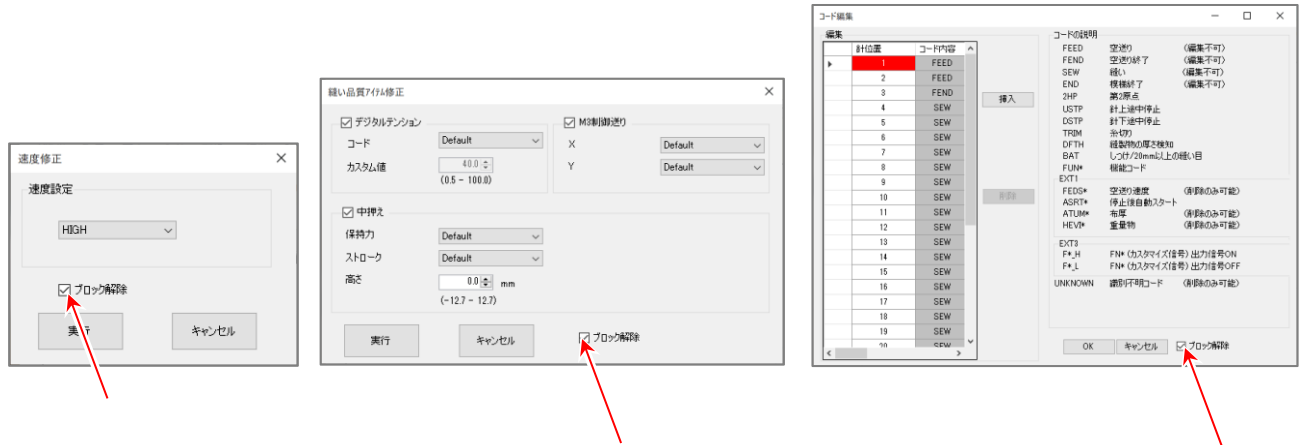 速度修正
速度設定
HIGH
ブロック解除
実行
キャンセル
縫い品質アイテム修正
デジタルテンション
コード
Default
カスタム値
40.0
(0.5 - 100.0)
M3制御送り
X
Default
Y
Default
中押え
保持力
Default
ストローク
Default
高さ
0.0 mm
(-12.7 - 12.7)
実行
キャンセル
ブロック解除
コード編集
編集
針位置 コード内容
1 FEED
2 FEED
3 FEND
4 SEW
5 SEW
6 SEW
7 SEW
8 SEW
9 SEW
10 SEW
11 SEW
12 SEW
13 SEW
14 SEW
15 SEW
16 SEW
17 SEW
18 SEW
19 SEW
20 SEW
挿入
削除
コードの説明
FEED 空送り (編集不可)
FEND 空送り終了 (編集不可)
SEW 縫い (編集不可)
END 模様終了 (編集不可)
2HP 第2原点
USTP 針上途中停止
DSTP 針下途中停止
TRIM 糸切り
DFTH 縫製物の厚さ検知
BAT しつけ/20mm以上の縫い目
FUN* 機能コード
EXT1
FEDS* 空送り速度 (削除のみ可能)
ASRT* 停止後自動スタート
ATUM* 布厚 (削除のみ可能)
HEVI* 重量物 (削除のみ可能)
EXT3
F*_H FN* (カスタマイズ信号) 出力信号ON
F*_L FN* (カスタマイズ信号) 出力信号OFF
UNKNOWN 識別不明コード (削除のみ可能)
OK
キャンセル
ブロック解除